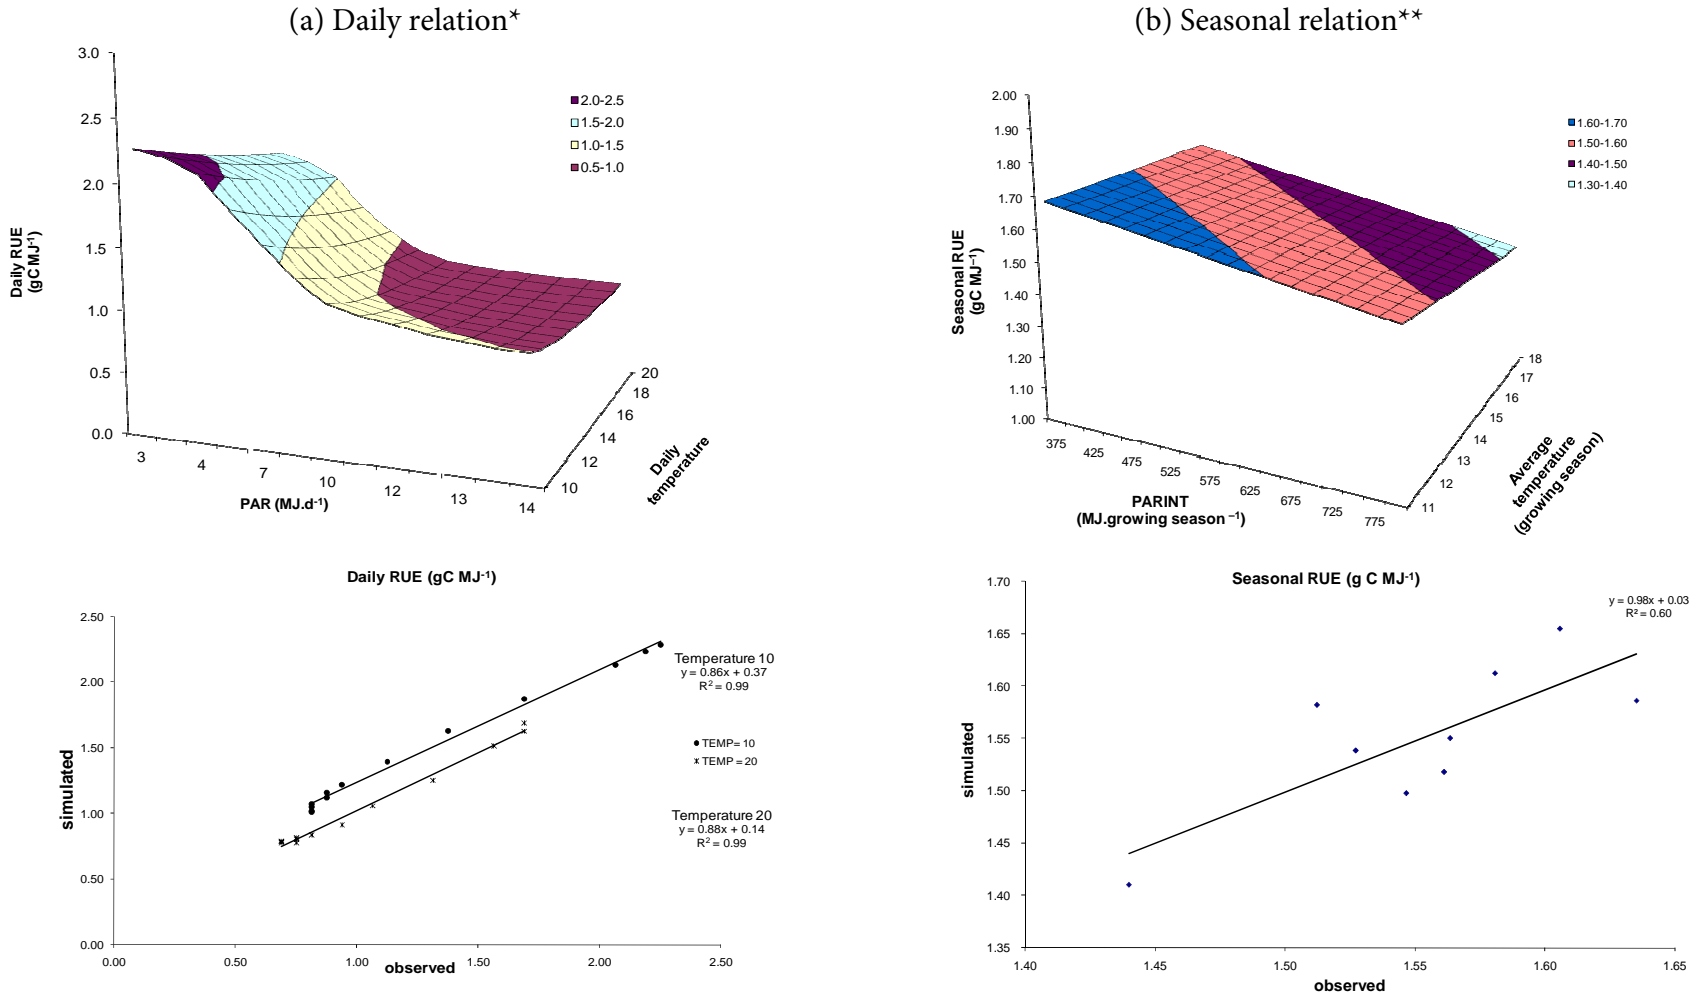 (a) Daily relation*
3.0
2.5
2.0
1.5
1.0
0.5
0.0
Daily RUE
(gC MJ-1)
2.0-2.5
1.5-2.0
1.0-1.5
0.5-1.0
3
4
7
10
12
13
14
PAR (MJ.d-1)
20
18
16
14
12
10
Daily
temperature
(b) Seasonal relation**
2.00
1.90
1.80
1.70
1.60
1.50
1.40
1.30
1.20
1.10
1.00
Seasonal RUE
(gC MJ−1)
1.60-1.70
1.50-1.60
1.40-1.50
1.30-1.40
375
425
475
525
575
625
675
725
775
PARINT
(MJ.growing season −1)
18
17
16
15
14
13
12
11
Average
temperature
(growing season)
Daily RUE (gC MJ-1)
2.50
2.00
1.50
1.00
0.50
0.00
simulated
Temperature 10
y = 0.86x + 0.37
R2 = 0.99
TEMP= 10
TEMP = 20
Temperature 20
y = 0.88x + 0.14
R2 = 0.99
0.00
0.50
1.00
1.50
2.00
2.50
observed
Seasonal RUE (g C MJ-1)
1.70
1.65
1.60
1.55
1.50
1.45
1.40
1.35
simulated
y = 0.98x + 0.03
R2 = 0.60
1.40
1.45
1.50
1.55
1.60
1.65
observed